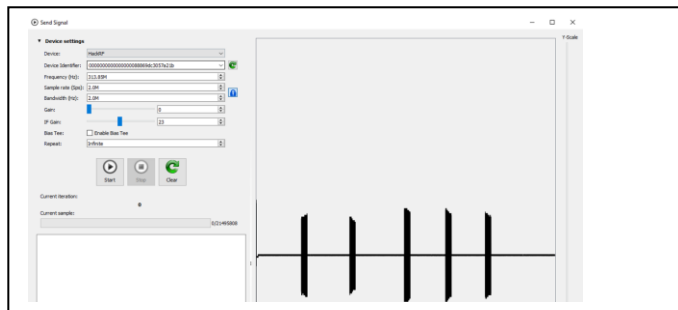 Send Signal
Y-Scale
Device settings
Device: HackRF
Device Identifier:
Frequency (Hz): 313.85M
Sample rate (Sps): 2.0M
Bandwidth (Hz): 2.0M
Gain: 0
IF Gain: 23
Bias Tee: Enable Bias Tee
Repeat: Infinite
Start Stop Clear
Current iteration:
0
Current sample: